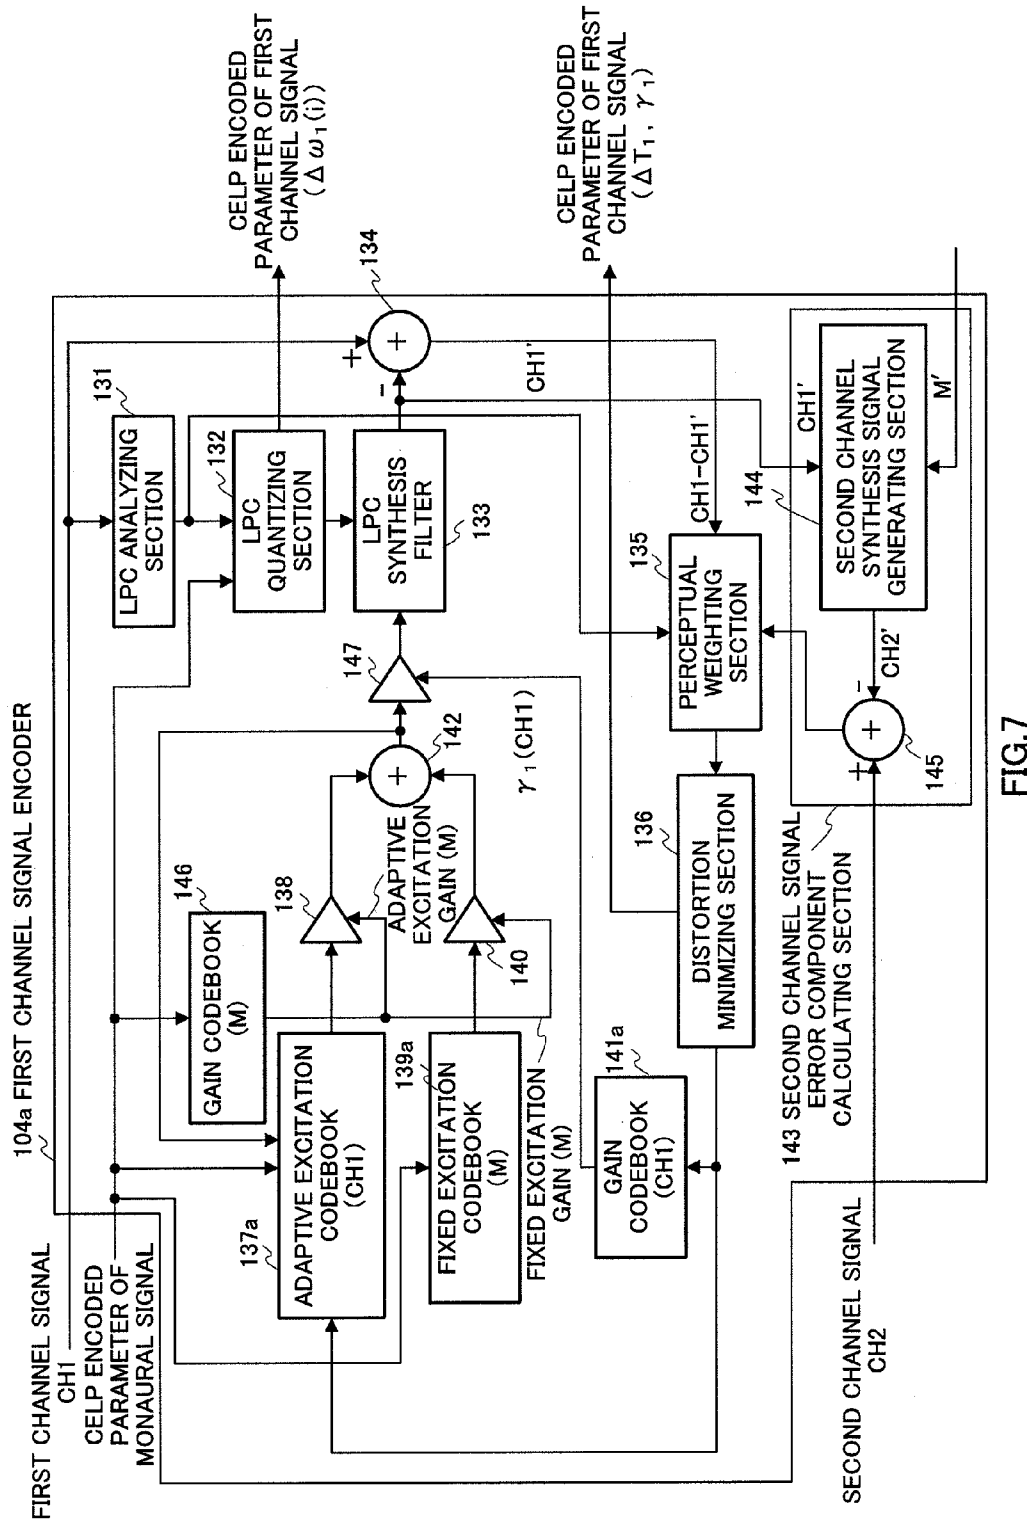 104a FIRST CHANNEL SIGNAL ENCODER
FIRST CHANNEL SIGNAL
CH1
CELP ENCODED
PARAMETER OF
MONAURAL SIGNAL
131
LPC ANALYZING
SECTION
132
LPC
QUANTIZING
SECTION
CELP ENCODED
PARAMETER OF FIRST
CHANNEL SIGNAL
(Δω1(i))
146
GAIN CODEBOOK
(M)
137a
ADAPTIVE EXCITATION
CODEBOOK
(CH1)
138
ADAPTIVE
EXCITATION
GAIN (M)
142
+
147
LPC
SYNTHESIS
FILTER
133
134
+
+
-
CH1'
139a
FIXED EXCITATION
CODEBOOK
(M)
140
FIXED EXCITATION
GAIN (M)
γ1(CH1)
141a
GAIN
CODEBOOK
(CH1)
CELP ENCODED
PARAMETER OF FIRST
CHANNEL SIGNAL
(ΔT1, γ1)
136
DISTORTION
MINIMIZING SECTION
135
PERCEPTUAL
WEIGHTING
SECTION
CH1-CH1'
143 SECOND CHANNEL SIGNAL
ERROR COMPONENT
CALCULATING SECTION
144
SECOND CHANNEL
SYNTHESIS SIGNAL
GENERATING SECTION
CH1'
M'
CH2'
-
+
+
145
SECOND CHANNEL SIGNAL
CH2
FIG.7